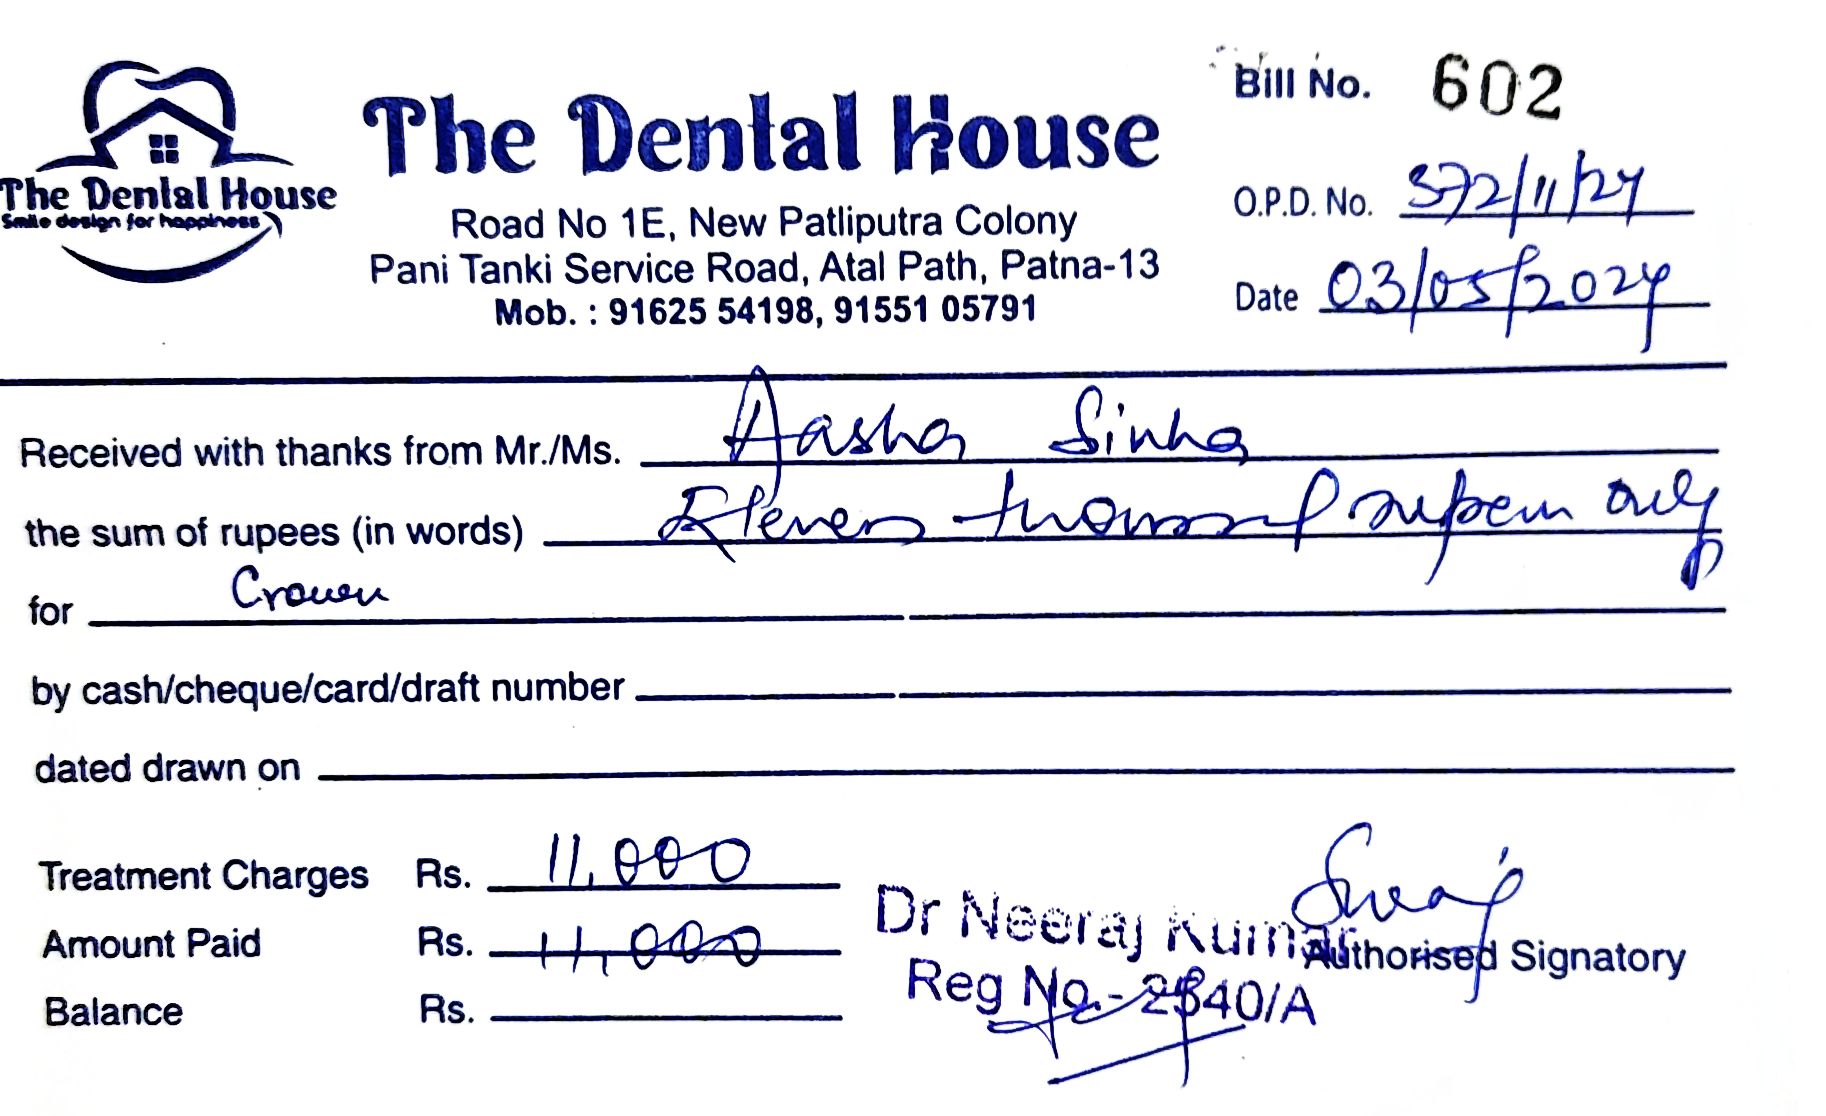 The Dental House
Smile design for happiness
The Dental House
Road No 1E, New Patliputra Colony
Pani Tanki Service Road, Atal Path, Patna-13
Mob. : 91625 54198, 91551 05791
Bill No. 602
O.P.D. No. 372/11/24
Date 03/05/2024
Received with thanks from Mr./Ms. Aasha Sinha
the sum of rupees (in words) Eleven thousand rupees only
for Crown
by cash/cheque/card/draft number
dated drawn on
Treatment Charges Rs. 11,000
Amount Paid Rs. 11,000
Balance Rs.
Dr Neeraj Kumar
Reg No.- /A
Authorised Signatory